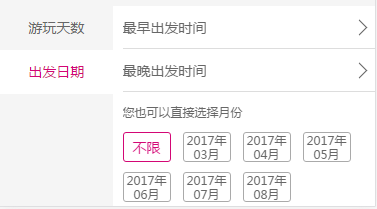 游玩天数
最早出发时间
出发日期
最晚出发时间
您也可以直接选择月份
不限
2017年
03月
2017年
04月
2017年
05月
2017年
06月
2017年
07月
2017年
08月